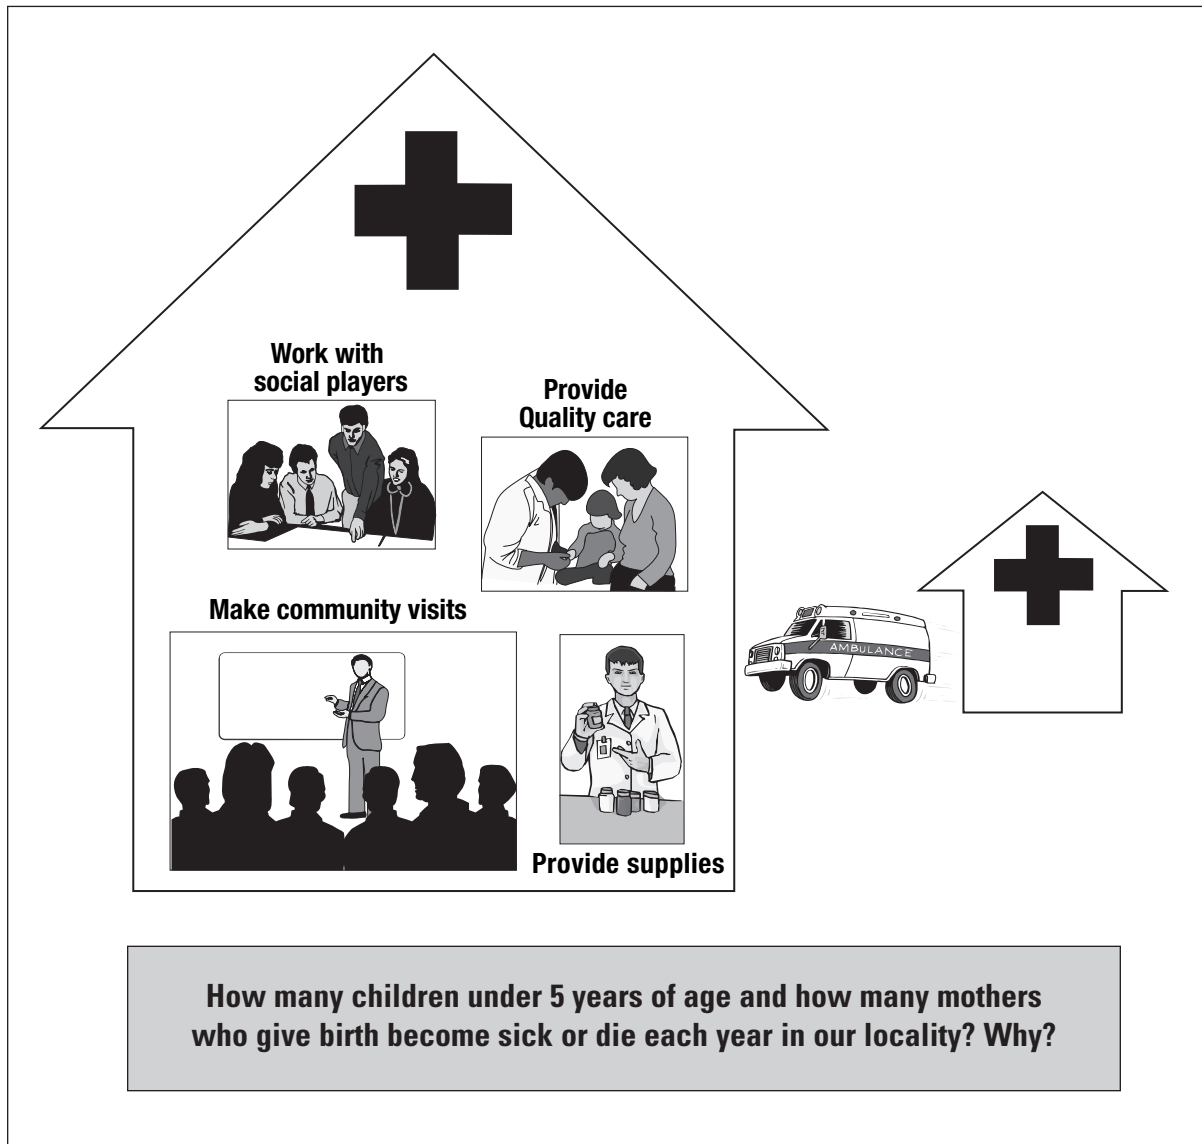 Work with
social players
Provide
Quality care
Make community visits
AMBULANCE
Provide supplies
How many children under 5 years of age and how many mothers
who give birth become sick or die each year in our locality? Why?